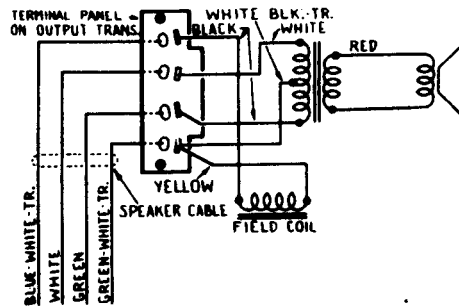 TERMINAL PANEL
ON OUTPUT TRANS.
WHITE BLK.-TR.
BLACK
WHITE
RED
YELLOW
SPEAKER CABLE
FIELD COIL
BLUE-WHITE-TR.
WHITE
GREEN
GREEN-WHITE-TR.